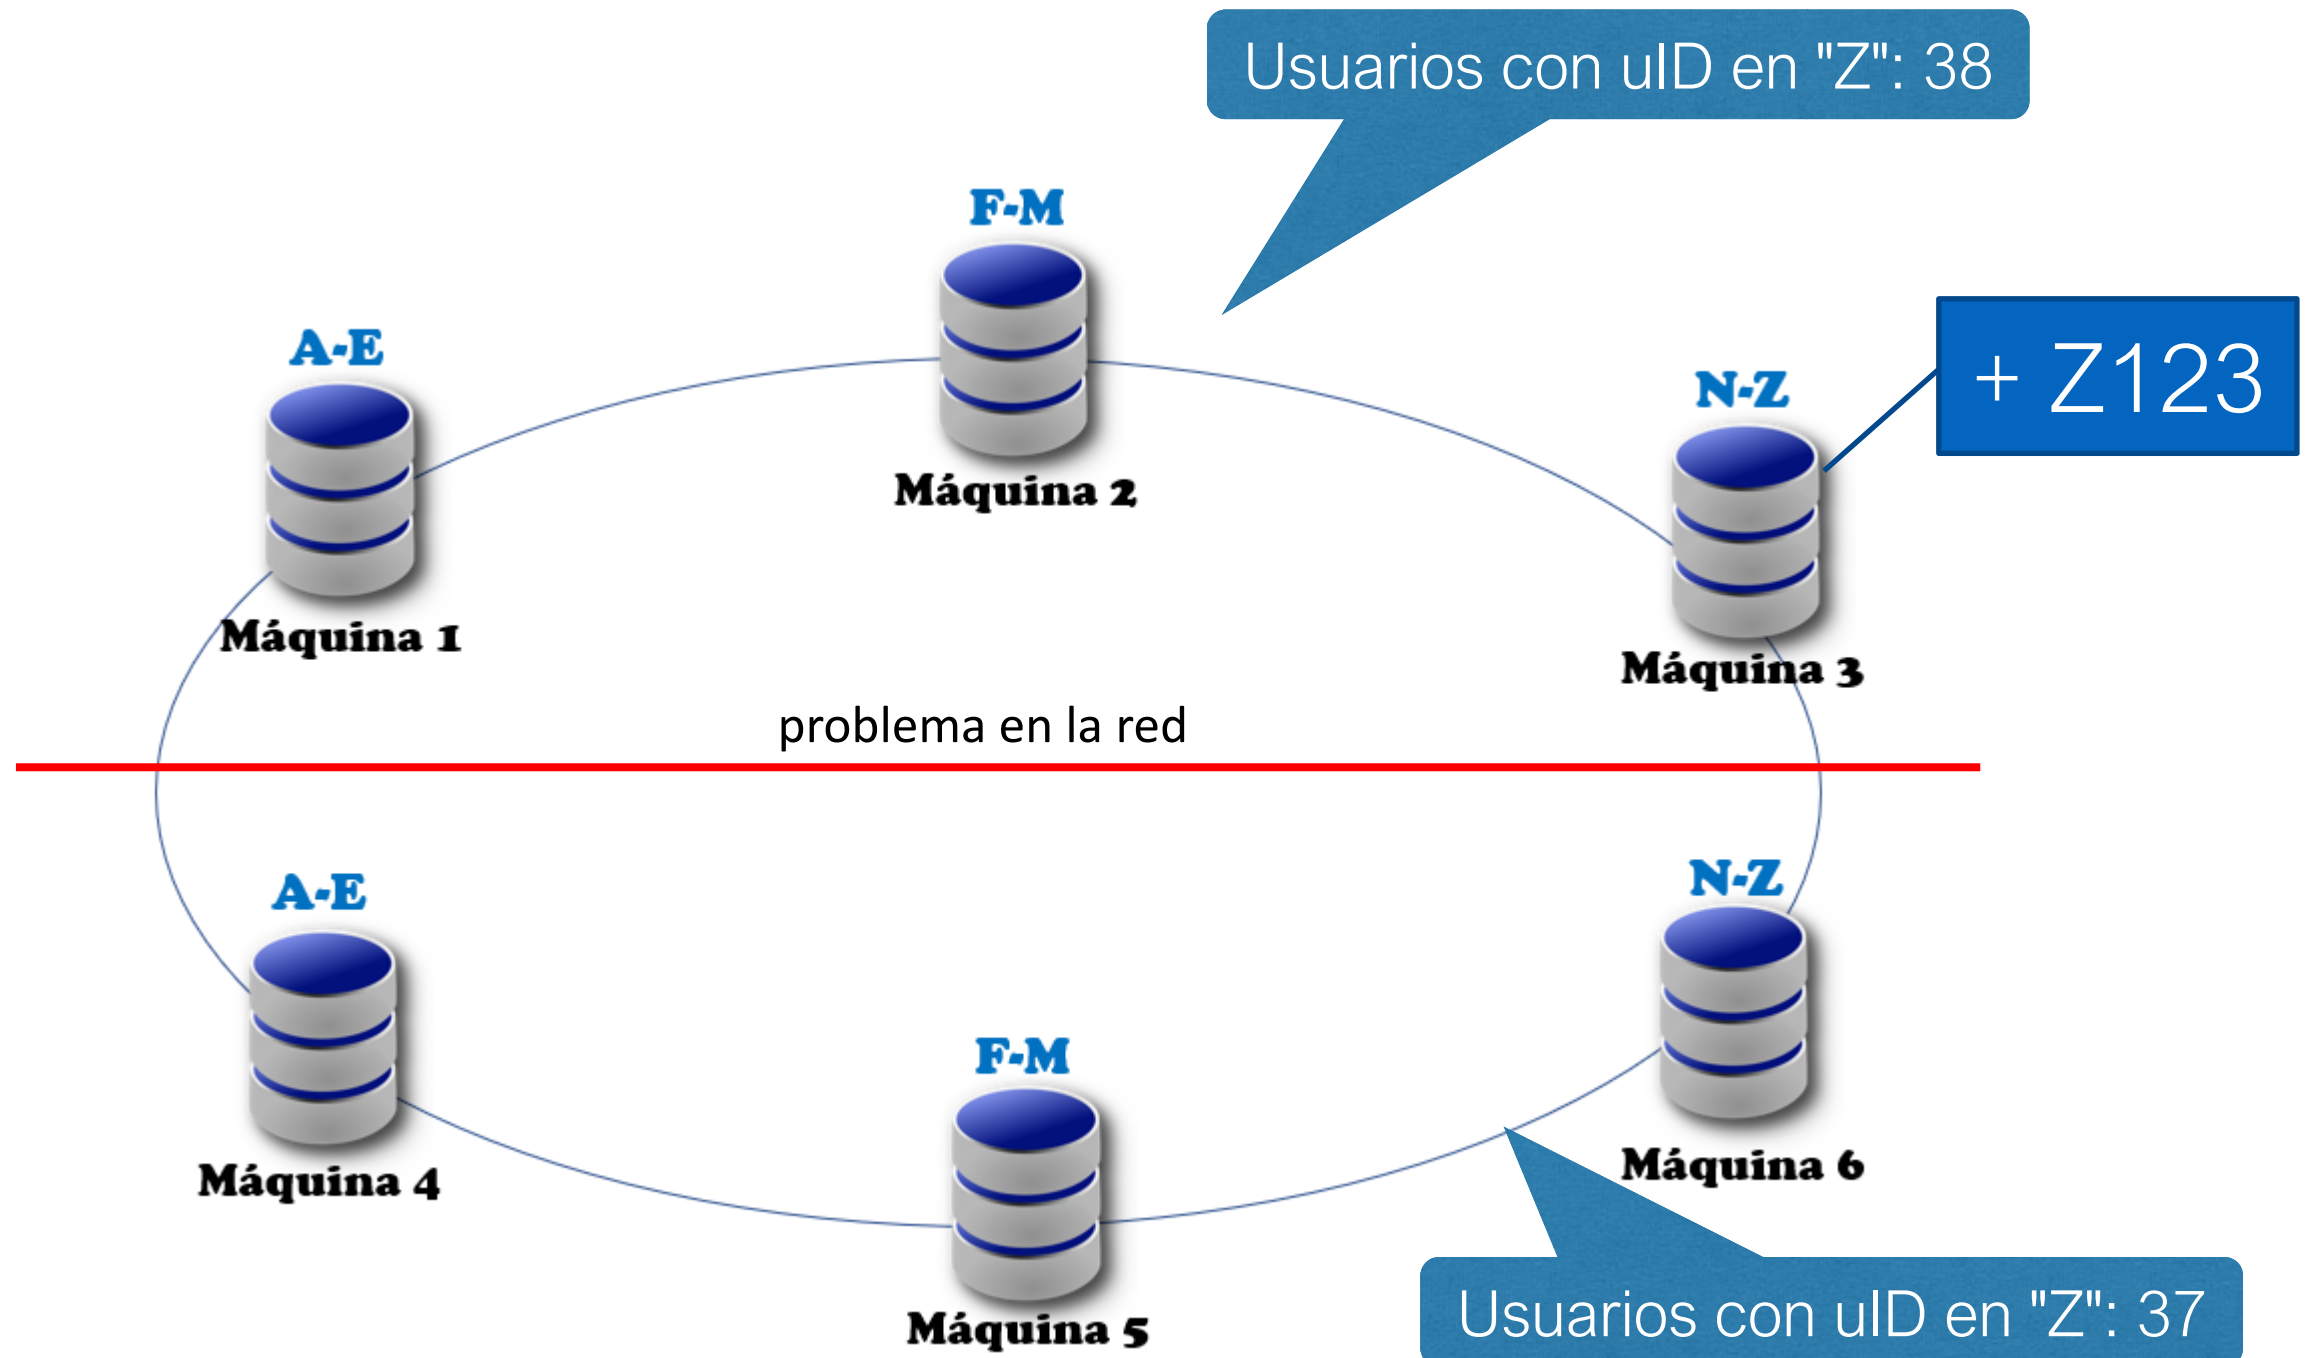 Usuarios con uID en "Z": 38
F-M
A-E
+ Z123
N-Z
Máquina 2
Máquina 1
Máquina 3
problema en la red
A-E
N-Z
F-M
Máquina 4
Máquina 6
Máquina 5
Usuarios con uID en "Z": 37